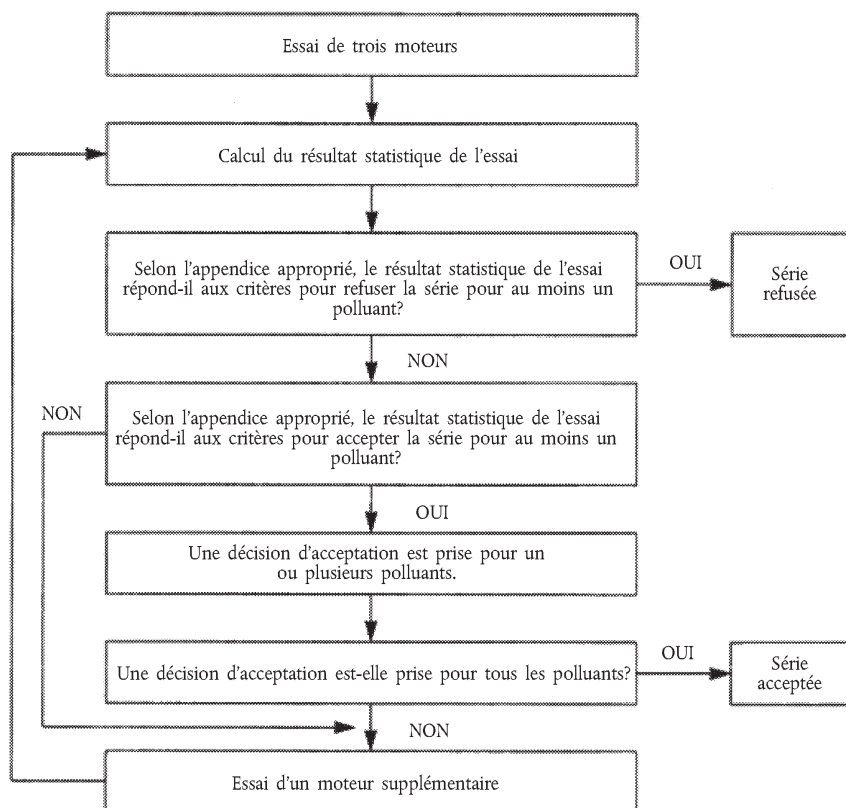 Essai de trois moteurs
Calcul du résultat statistique de l'essai
Selon l'appendice approprié, le résultat statistique de l'essai
répond-il aux critères pour refuser la série pour au moins un
polluant?
OUI
Série
refusée
NON
NON
Selon l'appendice approprié, le résultat statistique de l'essai
répond-il aux critères pour accepter la série pour au moins un
polluant?
OUI
Une décision d'acceptation est prise pour un
ou plusieurs polluants.
Une décision d'acceptation est-elle prise pour tous les polluants?
OUI
Série
acceptée
NON
Essai d'un moteur supplémentaire